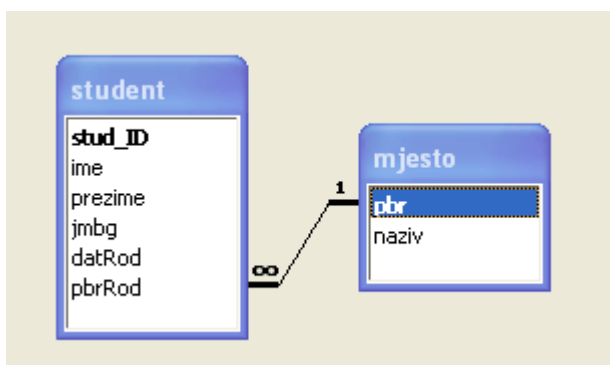 student
stud_ID
ime
prezime
jmbg
datRod
pbrRod
∞
1
mjesto
pbr
naziv